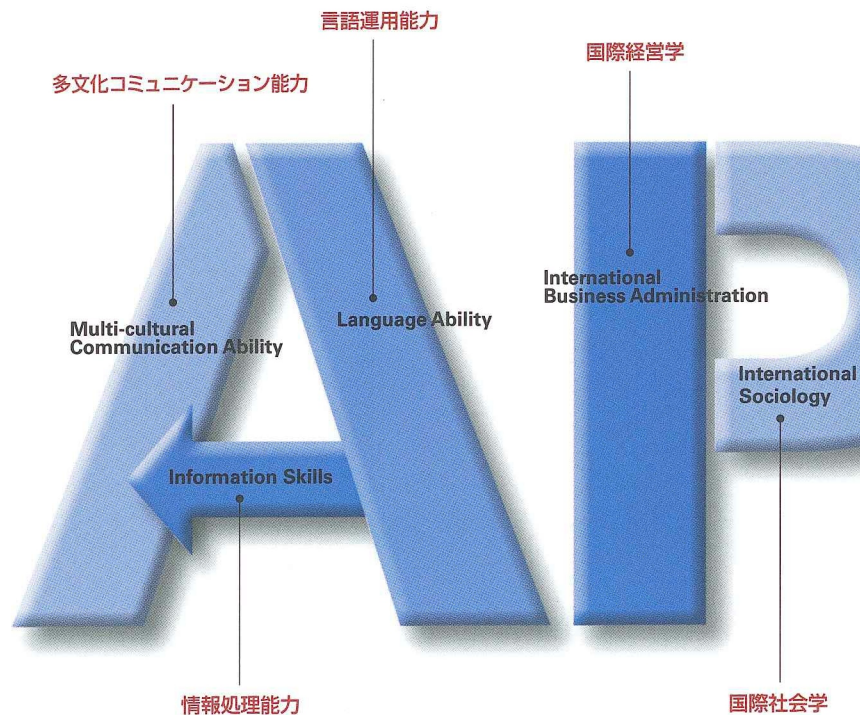 言語運用能力
国際経営学
多文化コミュニケーション能力
International
Business Administration
Language Ability
Multi-cultural
Communication Ability
International
Sociology
Information Skills
情報処理能力
国際社会学